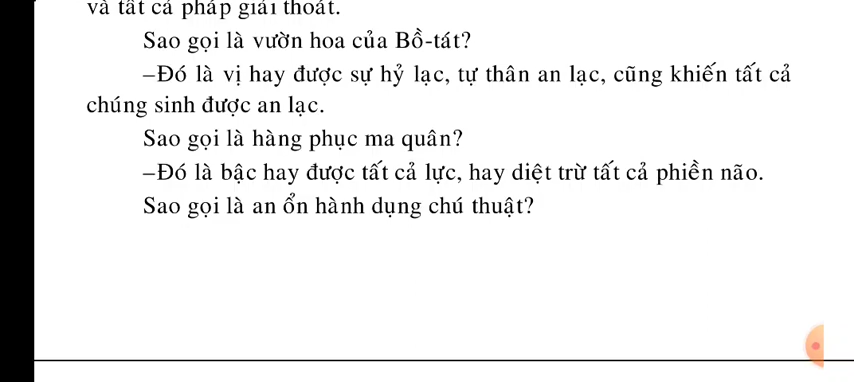 và tất cả pháp giải thoát.
Sao gọi là vườn hoa của Bồ-tát?
–Đó là vị hay được sự hỷ lạc, tự thân an lạc, cũng khiến tất cả
chúng sinh được an lạc.
Sao gọi là hàng phục ma quân?
–Đó là bậc hay được tất cả lực, hay diệt trừ tất cả phiền não.
Sao gọi là an ổn hành dụng chú thuật?